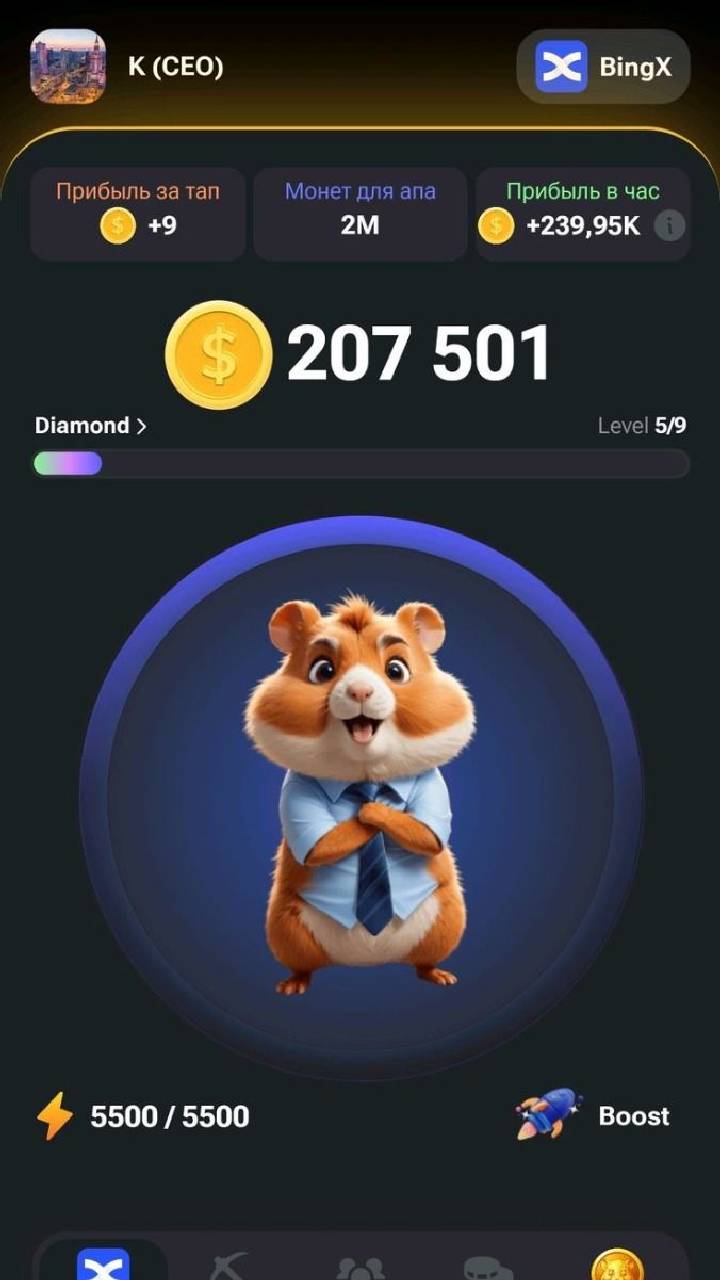 K (CEO)
BingX
Прибыль за тап
+9
Монет для апа
2M
Прибыль в час
+239,95K
207 501
Diamond >
Level 5/9
5500 / 5500
Boost